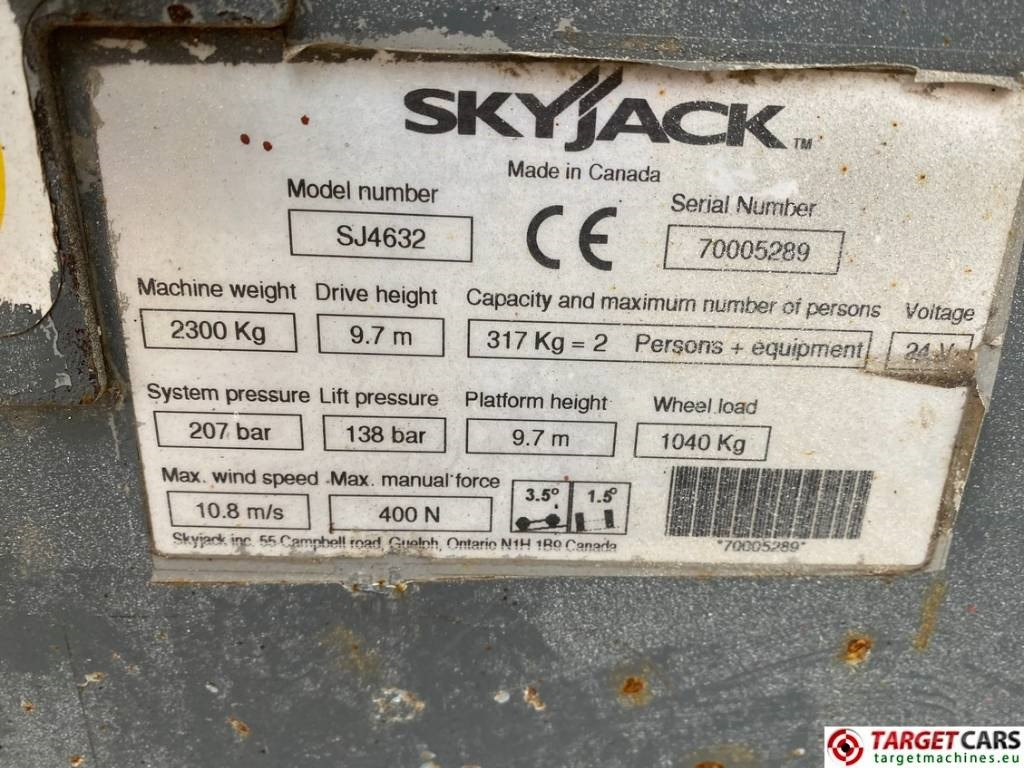 SKYJACK™
Made in Canada
Model number
Serial Number
SJ4632
CE
70005289
Machine weight Drive height Capacity and maximum number of persons Voltage
2300 Kg 9.7 m 317 Kg = 2 Persons + equipment 24 V
System pressure Lift pressure Platform height Wheel load
207 bar 138 bar 9.7 m 1040 Kg
Max. wind speed Max. manual force
3.5° 1.5°
10.8 m/s 400 N
Skyjack inc. 55 Campbell road, Guelph, Ontario N1H 1B9 Canada
*70005289*
TARGETCARS
targetmachines.eu